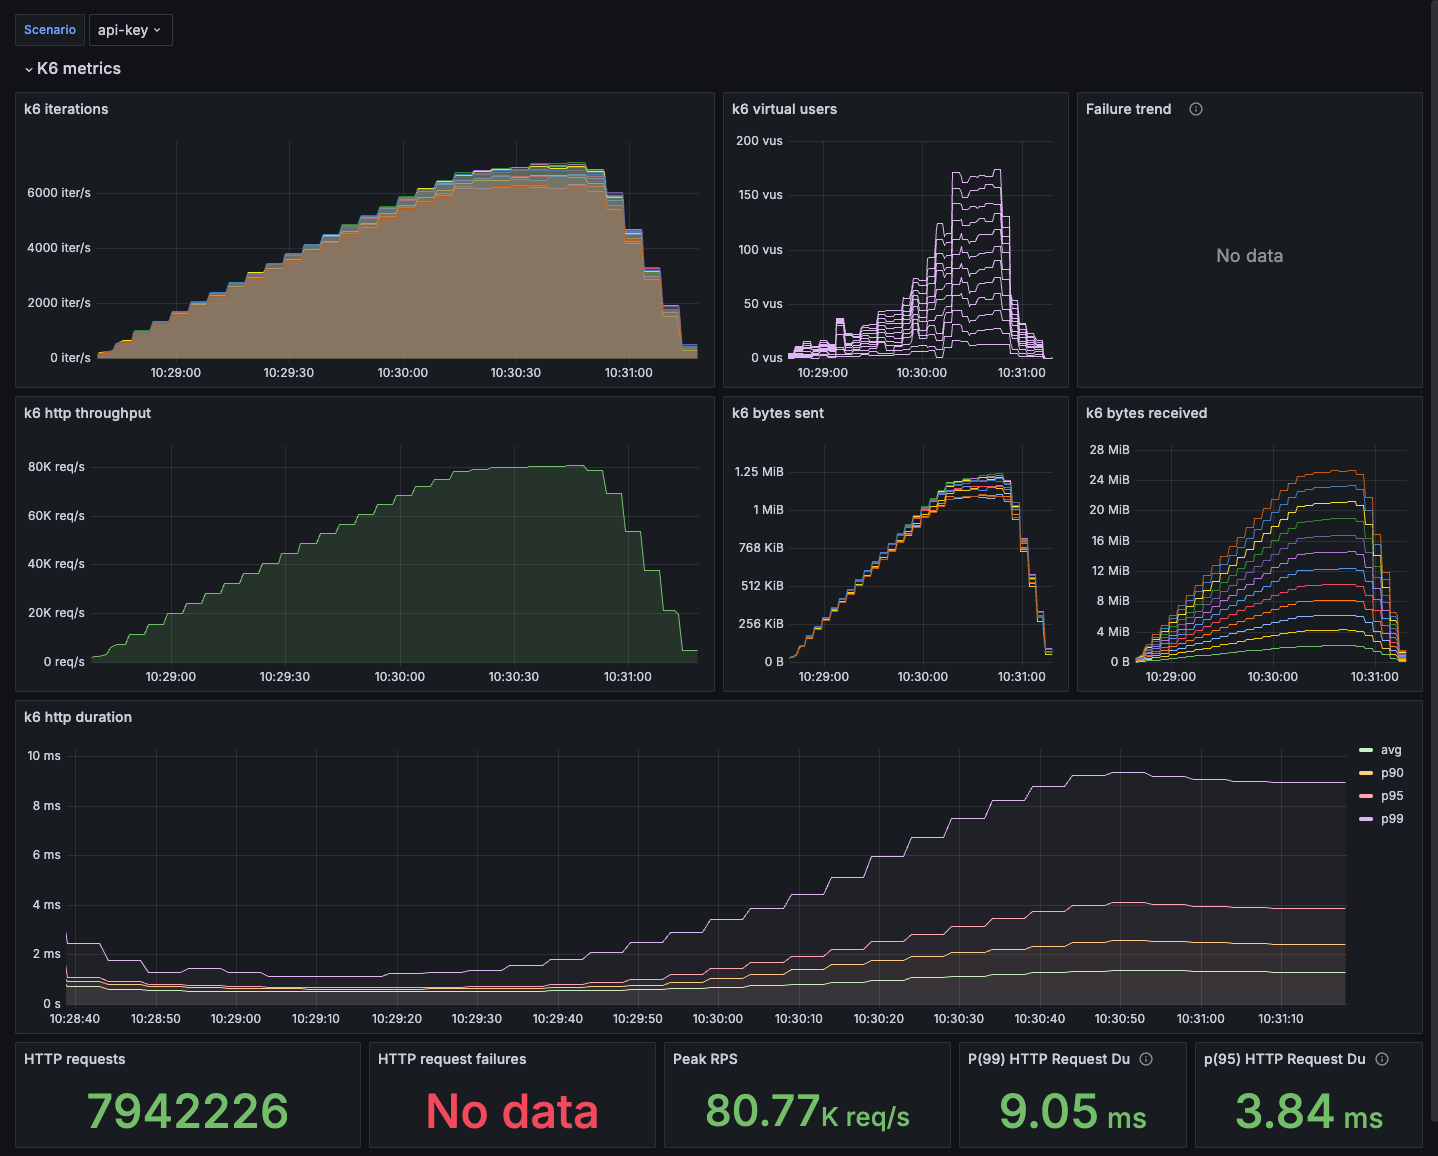 Scenario api-key
K6 metrics
k6 iterations
6000 iter/s
4000 iter/s
2000 iter/s
0 iter/s
10:29:00 10:29:30 10:30:00 10:30:30 10:31:00
k6 virtual users
200 vus
150 vus
100 vus
50 vus
0 vus
10:29:00 10:30:00 10:31:00
Failure trend
No data
k6 http throughput
80K req/s
60K req/s
40K req/s
20K req/s
0 req/s
10:29:00 10:29:30 10:30:00 10:30:30 10:31:00
k6 bytes sent
1.25 MiB
1 MiB
768 KiB
512 KiB
256 KiB
0 B
10:29:00 10:30:00 10:31:00
k6 bytes received
28 MiB
24 MiB
20 MiB
16 MiB
12 MiB
8 MiB
4 MiB
0 B
10:29:00 10:30:00 10:31:00
k6 http duration
10 ms
8 ms
6 ms
4 ms
2 ms
0 s
10:28:40 10:28:50 10:29:00 10:29:10 10:29:20 10:29:30 10:29:40 10:29:50 10:30:00 10:30:10 10:30:20 10:30:30 10:30:40 10:30:50 10:31:00 10:31:10
avg
p90
p95
p99
HTTP requests
7942226
HTTP request failures
No data
Peak RPS
80.77K req/s
P(99) HTTP Request Du
9.05 ms
p(95) HTTP Request Du
3.84 ms